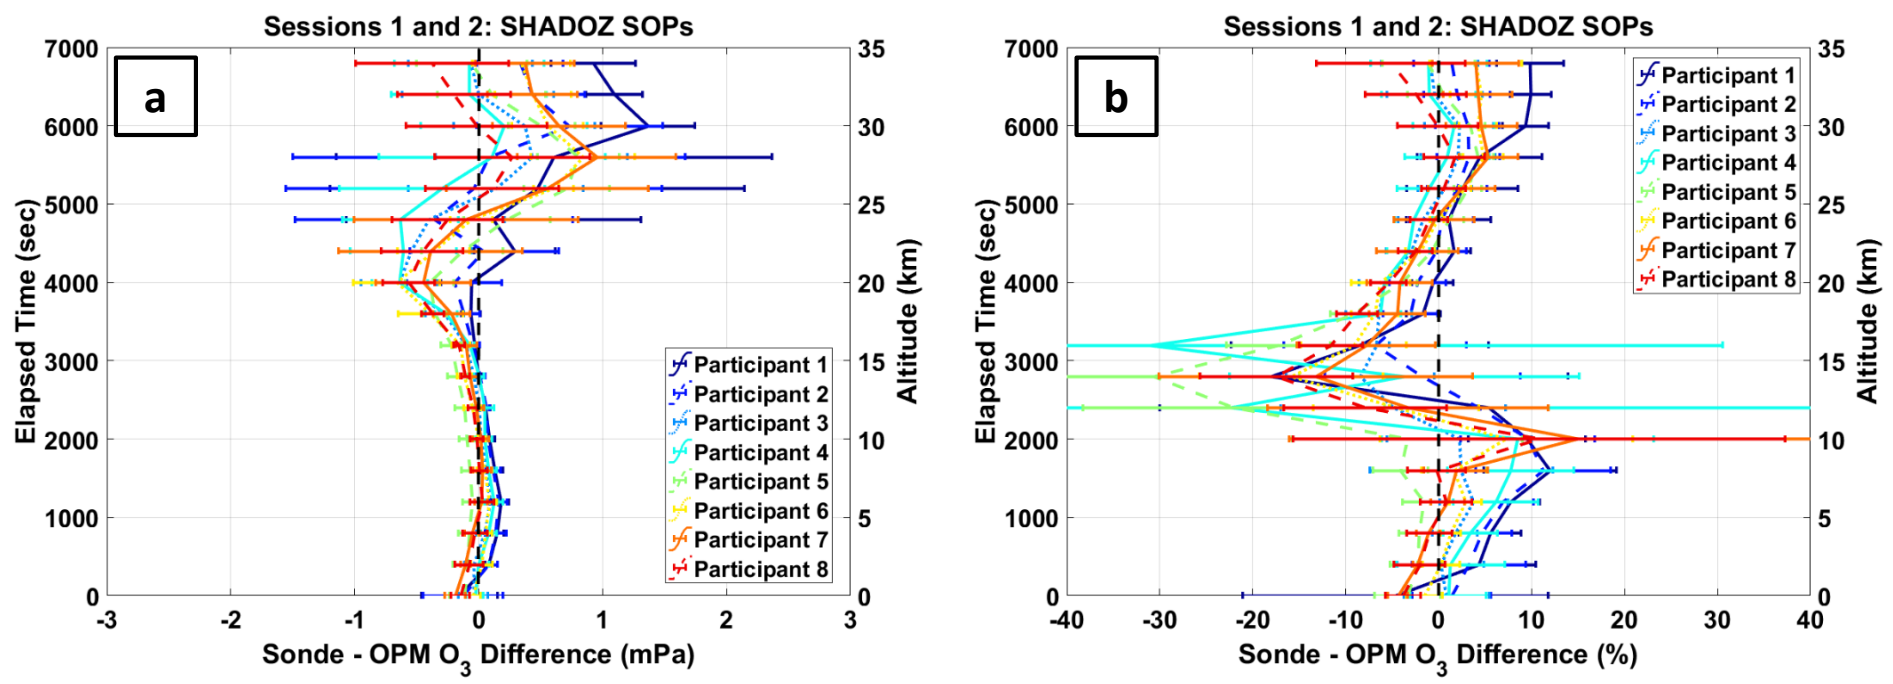 Sessions 1 and 2: SHADOZ SOPs
a
7000
6000
5000
4000
3000
2000
1000
0
Elapsed Time (sec)
35
30
25
20
15
10
5
0
Altitude (km)
-3 -2 -1 0 1 2 3
Sonde - OPM O3 Difference (mPa)
Participant 1
Participant 2
Participant 3
Participant 4
Participant 5
Participant 6
Participant 7
Participant 8
Sessions 1 and 2: SHADOZ SOPs
b
7000
6000
5000
4000
3000
2000
1000
0
Elapsed Time (sec)
35
30
25
20
15
10
5
0
Altitude (km)
-40 -30 -20 -10 0 10 20 30 40
Sonde - OPM O3 Difference (%)
Participant 1
Participant 2
Participant 3
Participant 4
Participant 5
Participant 6
Participant 7
Participant 8